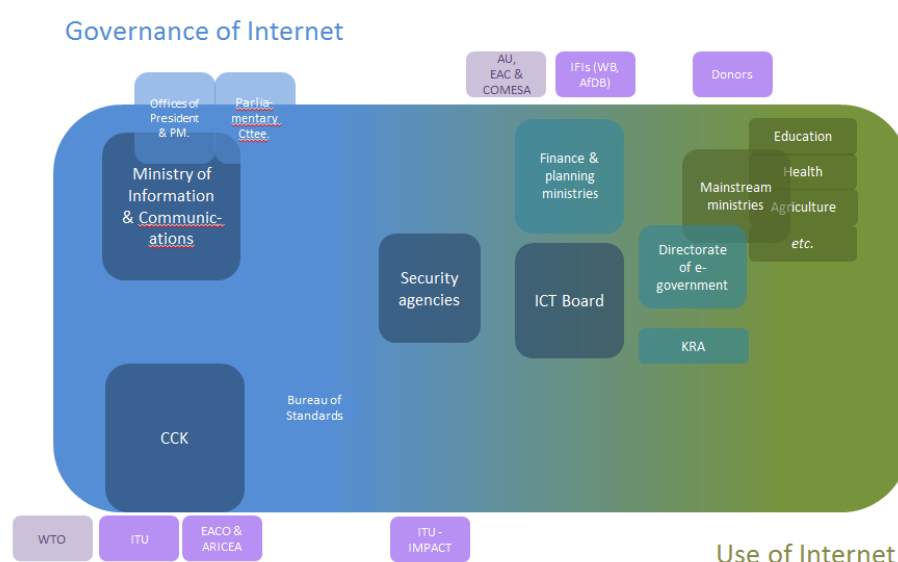 Governance of Internet
AU,
EAC &
COMESA
IFIs (WB,
AfDB)
Donors
Offices of
President
& PM.
Parlia-
mentary
Cttee.
Ministry of
Information
& Communic-
ations
Finance &
planning
ministries
Mainstream
ministries
Education
Health
Agriculture
etc.
Security
agencies
ICT Board
Directorate
of e-
government
KRA
CCK
Bureau of
Standards
WTO
ITU
EACO &
ARICEA
ITU -
IMPACT
Use of Internet